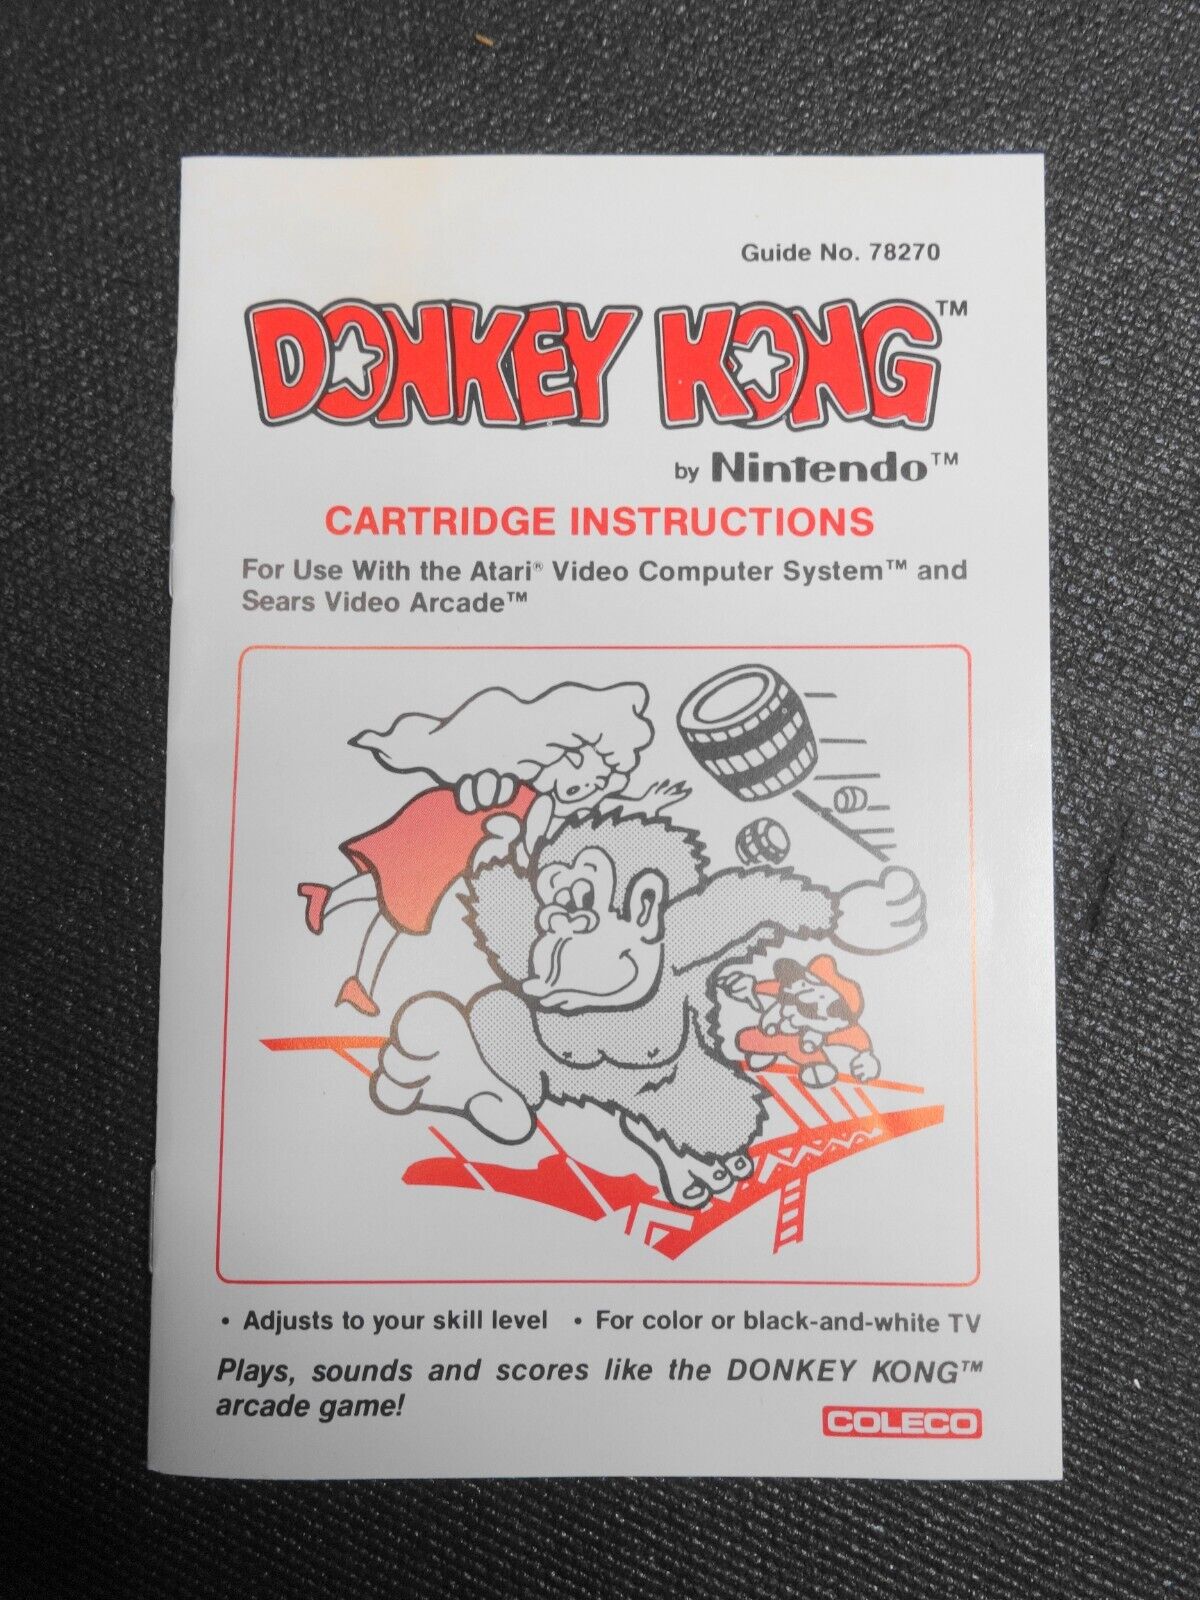 Guide No. 78270
DONKEY KONG™
by Nintendo™
CARTRIDGE INSTRUCTIONS
For Use With the Atari® Video Computer System™ and
Sears Video Arcade™
• Adjusts to your skill level • For color or black-and-white TV
Plays, sounds and scores like the DONKEY KONG™
arcade game!
COLECO